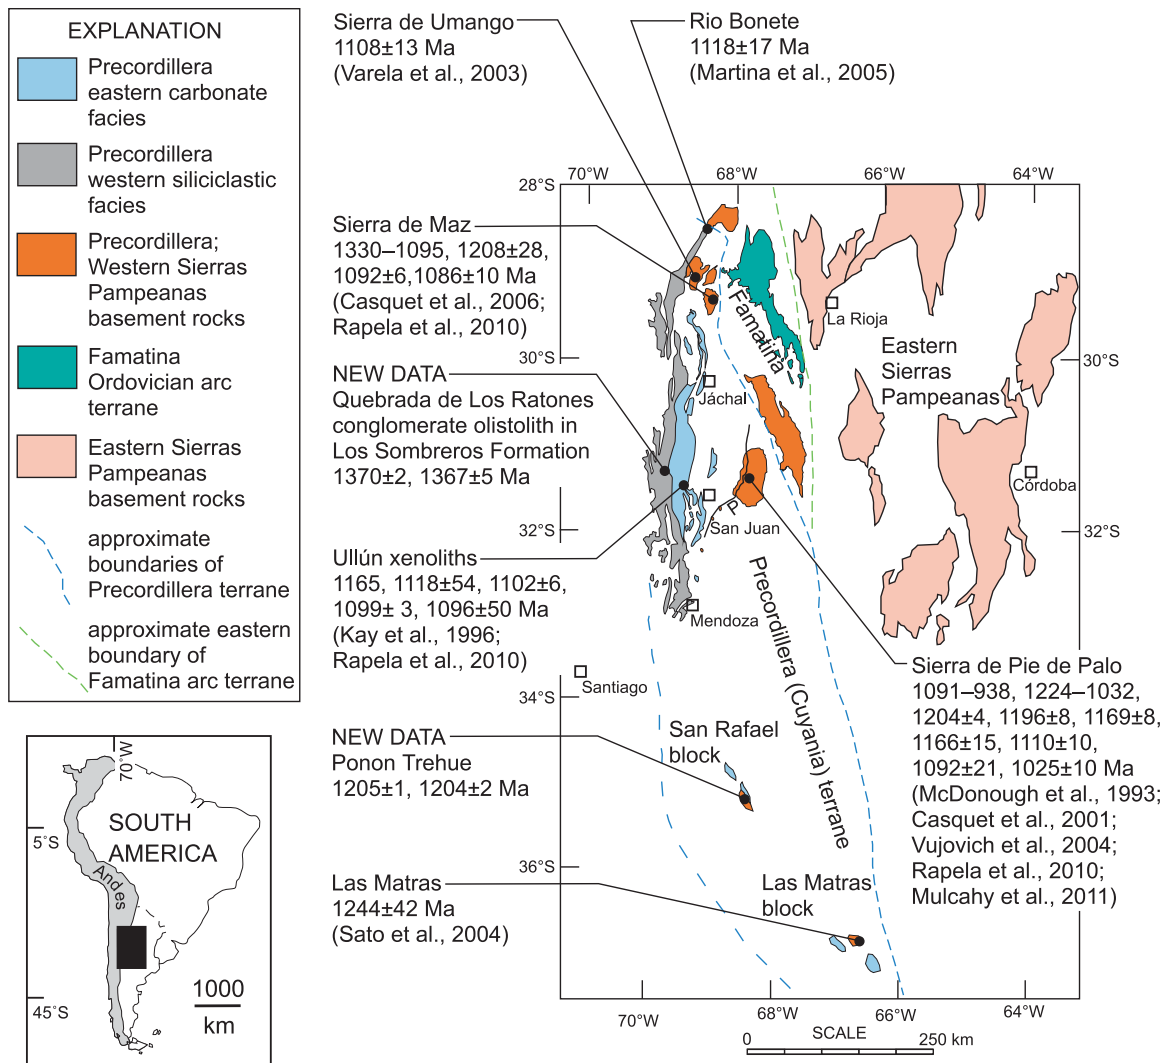 EXPLANATION
Precordillera
eastern carbonate
facies
Precordillera
western siliciclastic
facies
Precordillera;
Western Sierras
Pampeanas
basement rocks
Famatina
Ordovician arc
terrane
Eastern Sierras
Pampeanas
basement rocks
approximate
boundaries of
Precordillera terrane
approximate eastern
boundary of
Famatina arc terrane
70°W
5°S
SOUTH
AMERICA
Andes
45°S
1000
km
Sierra de Umango
1108±13 Ma
(Varela et al., 2003)
Rio Bonete
1118±17 Ma
(Martina et al., 2005)
Sierra de Maz
1330–1095, 1208±28,
1092±6,1086±10 Ma
(Casquet et al., 2006;
Rapela et al., 2010)
NEW DATA
Quebrada de Los Ratones
conglomerate olistolith in
Los Sombreros Formation
1370±2, 1367±5 Ma
Ullún xenoliths
1165, 1118±54, 1102±6,
1099± 3, 1096±50 Ma
(Kay et al., 1996;
Rapela et al., 2010)
NEW DATA
Ponon Trehue
1205±1, 1204±2 Ma
Las Matras
1244±42 Ma
(Sato et al., 2004)
70°W
68°W
66°W
64°W
28°S
30°S
32°S
34°S
36°S
Famatina
La Rioja
Eastern
Sierras
Pampeanas
Jáchal
Córdoba
P
San Juan
Mendoza
Santiago
Precordillera (Cuyania) terrane
San Rafael
block
Las Matras
block
Sierra de Pie de Palo
1091–938, 1224–1032,
1204±4, 1196±8, 1169±8,
1166±15, 1110±10,
1092±21, 1025±10 Ma
(McDonough et al., 1993;
Casquet et al., 2001;
Vujovich et al., 2004;
Rapela et al., 2010;
Mulcahy et al., 2011)
70°W
68°W
66°W
64°W
SCALE
0
250 km